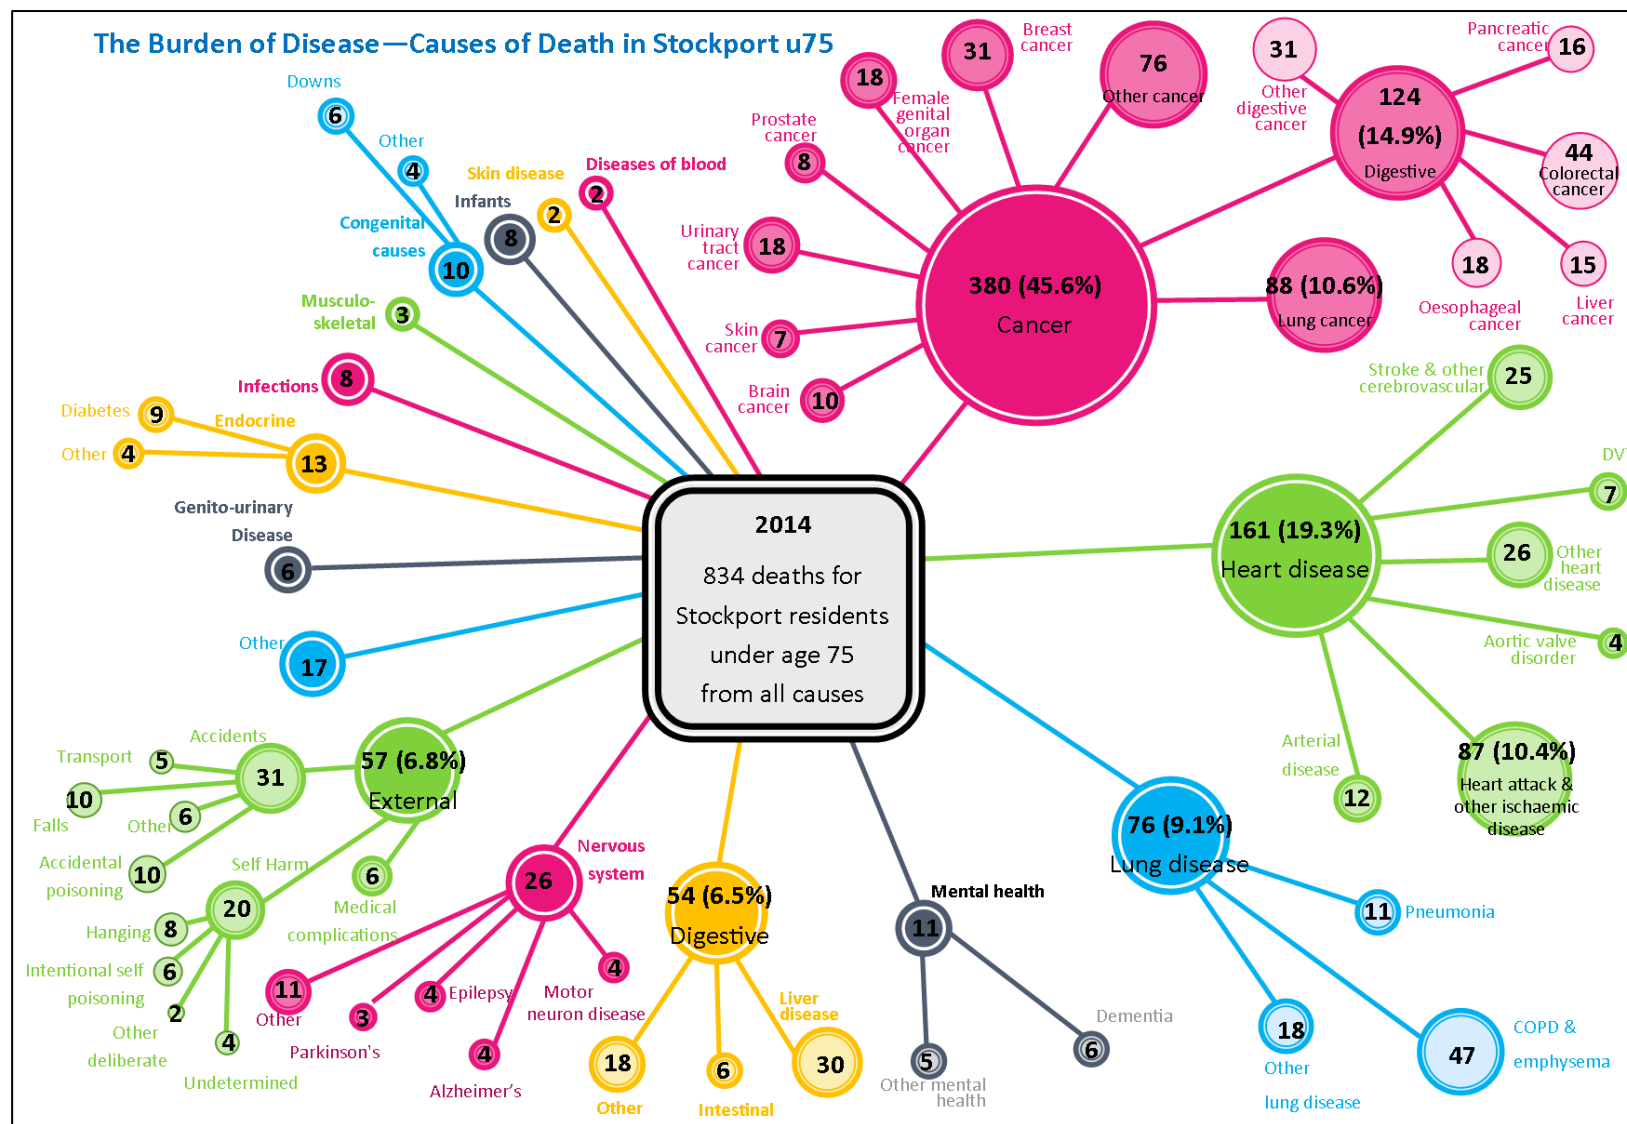 The Burden of Disease—Causes of Death in Stockport u75
2014
834 deaths for
Stockport residents
under age 75
from all causes
Downs
6
Other
4
Congenital
causes
10
Infants
8
Skin disease
2
Diseases of blood
2
Musculo-
skeletal
3
Infections
8
Diabetes
9
Other
4
Endocrine
13
Genito-urinary
Disease
6
Other
17
380 (45.6%)
Cancer
Brain
cancer
10
Skin
cancer
7
Urinary
tract
cancer
18
Prostate
cancer
8
18
Female
genital
organ
cancer
31
Breast
cancer
76
Other cancer
124
(14.9%)
Digestive
31
Other
digestive
cancer
Pancreatic
cancer
16
44
Colorectal
cancer
15
Liver
cancer
18
Oesophageal
cancer
88 (10.6%)
Lung cancer
161 (19.3%)
Heart disease
Stroke & other
cerebrovascular
25
7
26
Other
heart
disease
Aortic valve
disorder
4
87 (10.4%)
Heart attack &
other ischaemic
disease
Arterial
disease
12
76 (9.1%)
Lung disease
11
Pneumonia
47
COPD &
emphysema
18
Other
lung disease
Mental health
11
Dementia
6
5
Other mental
health
54 (6.5%)
Digestive
Liver
disease
30
6
Intestinal
18
Other
Nervous
system
26
4
Motor
neuron disease
4
Alzheimer's
4
Epilepsy
3
Parkinson's
11
Other
57 (6.8%)
External
Accidents
31
Transport
5
10
Falls
Other
6
Accidental
poisoning
10
Self Harm
20
Hanging
8
Intentional self
poisoning
6
2
Other
deliberate
4
Undetermined
6
Medical
complications